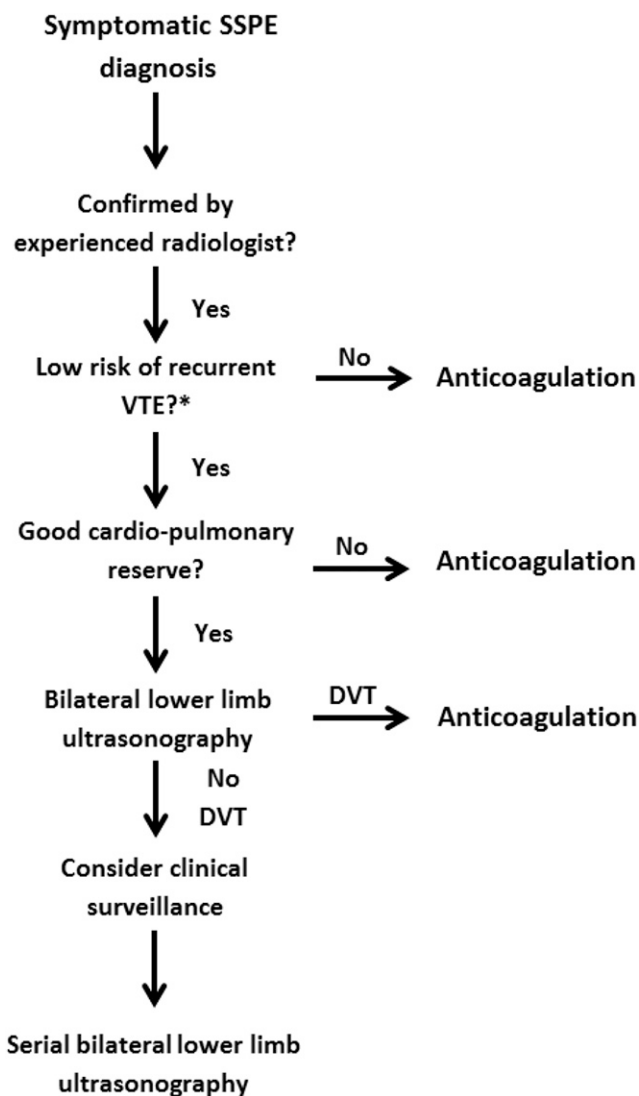 Symptomatic SSPE
diagnosis
Confirmed by
experienced radiologist?
Yes
Low risk of recurrent
VTE?*
No
Anticoagulation
Yes
Good cardio-pulmonary
reserve?
No
Anticoagulation
Yes
Bilateral lower limb
ultrasonography
DVT
Anticoagulation
No
DVT
Consider clinical
surveillance
Serial bilateral lower limb
ultrasonography